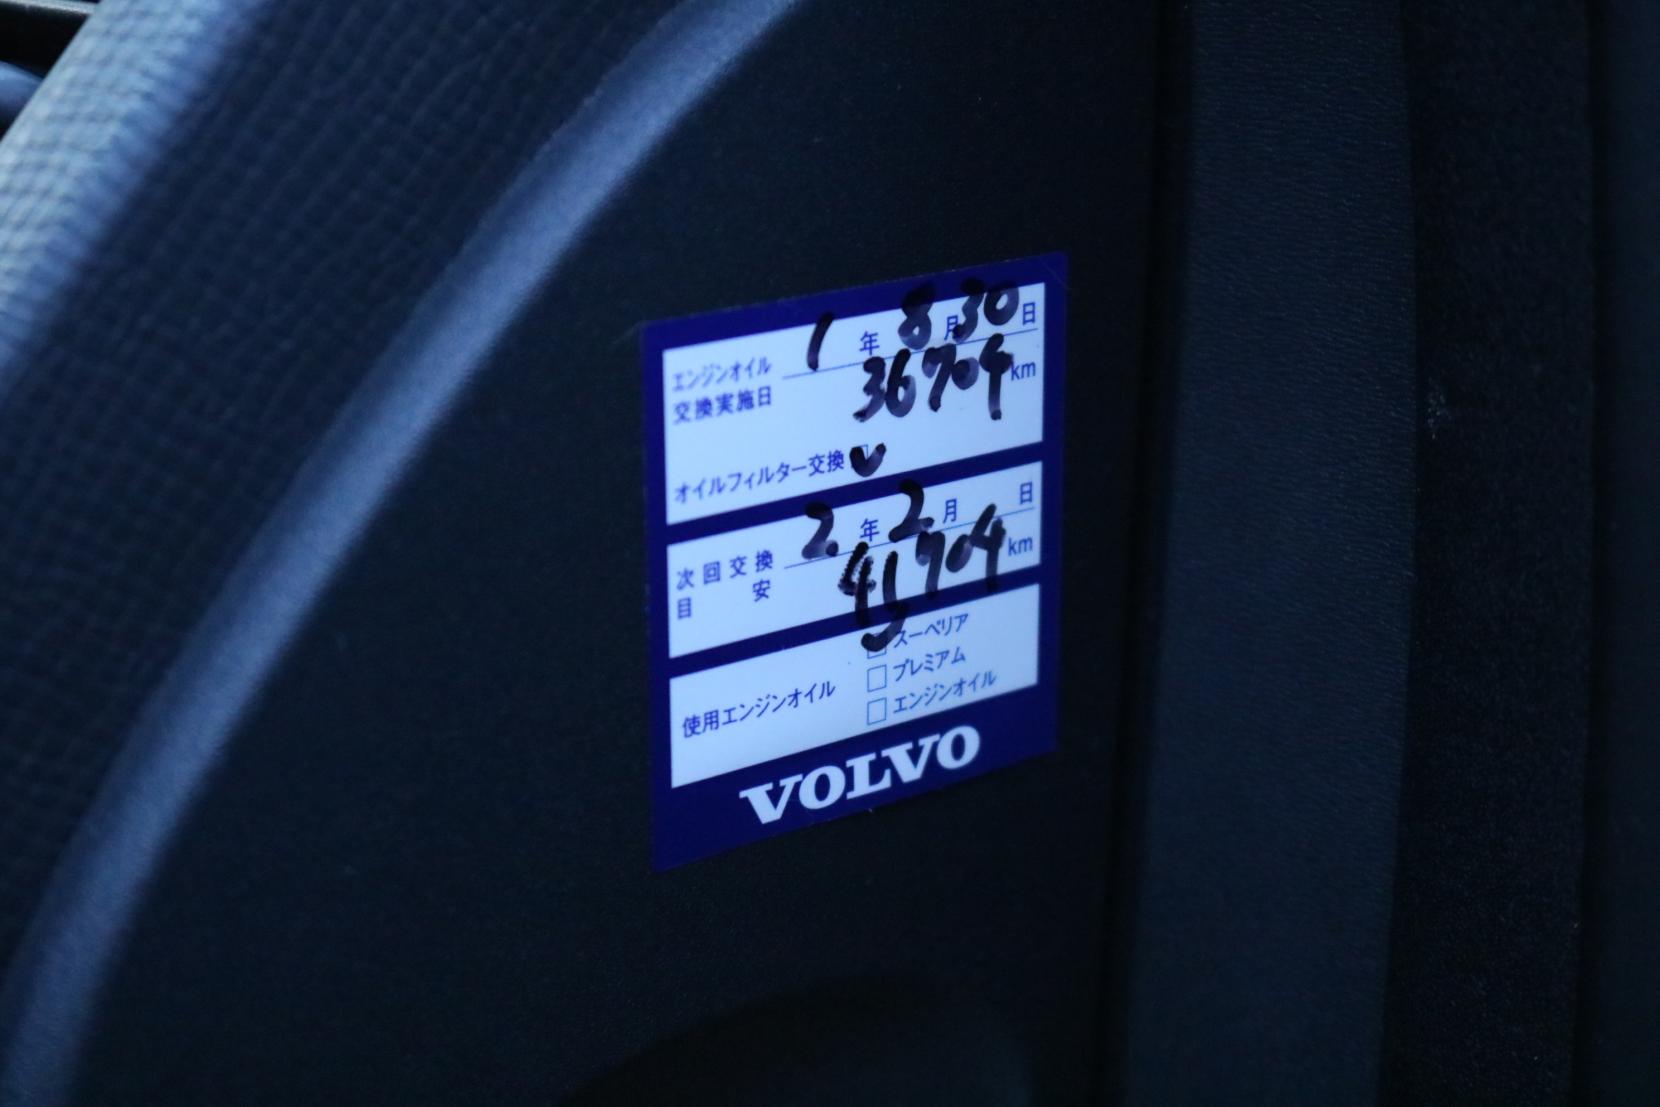 エンジンオイル 1 年 8 月 30 日
交換実施日 36704 km
オイルフィルター交換 ✓
次回交換 2 年 2 月 日
目安 41704 km
スーペリア
使用エンジンオイル □ プレミアム
□ エンジンオイル
VOLVO